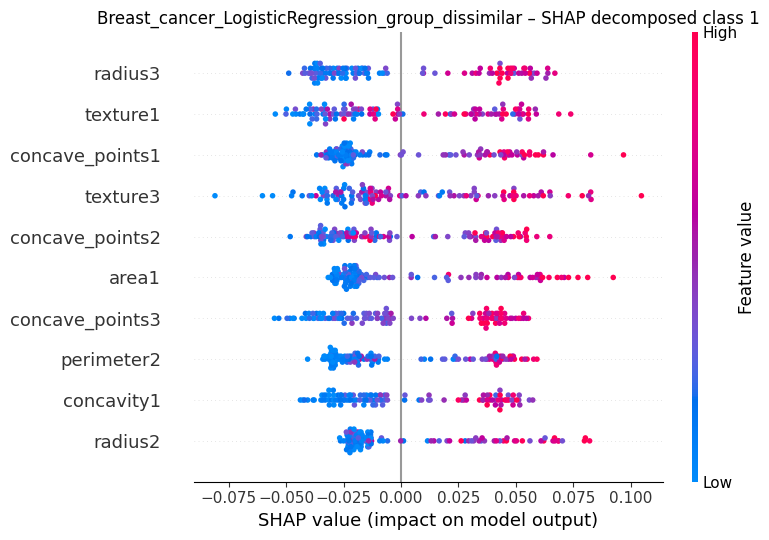 Breast_cancer_LogisticRegression_group_dissimilar – SHAP decomposed class 1
High
radius3
texture1
concave_points1
texture3
concave_points2
area1
concave_points3
perimeter2
concavity1
radius2
Feature value
Low
−0.075 −0.050 −0.025 0.000 0.025 0.050 0.075 0.100
SHAP value (impact on model output)